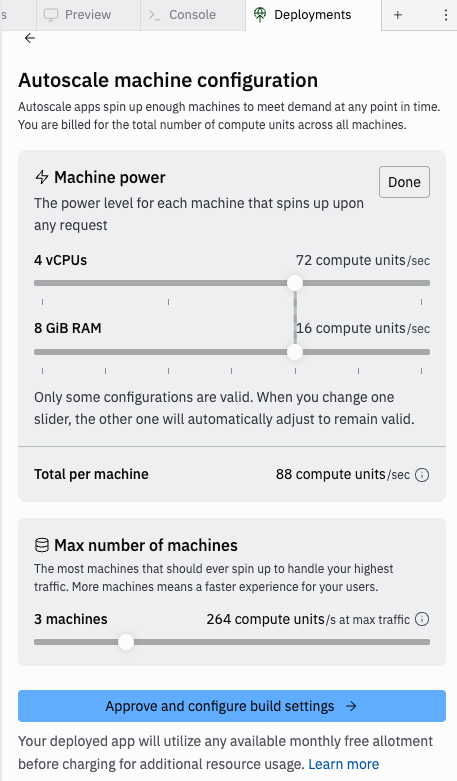 s
Preview
Console
Deployments
Autoscale machine configuration
Autoscale apps spin up enough machines to meet demand at any point in time.
You are billed for the total number of compute units across all machines.
Machine power
Done
The power level for each machine that spins up upon
any request
4 vCPUs 72 compute units/sec
8 GiB RAM 16 compute units/sec
Only some configurations are valid. When you change one
slider, the other one will automatically adjust to remain valid.
Total per machine 88 compute units/sec
Max number of machines
The most machines that should ever spin up to handle your highest
traffic. More machines means a faster experience for your users.
3 machines 264 compute units/s at max traffic
Approve and configure build settings
Your deployed app will utilize any available monthly free allotment
before charging for additional resource usage. Learn more